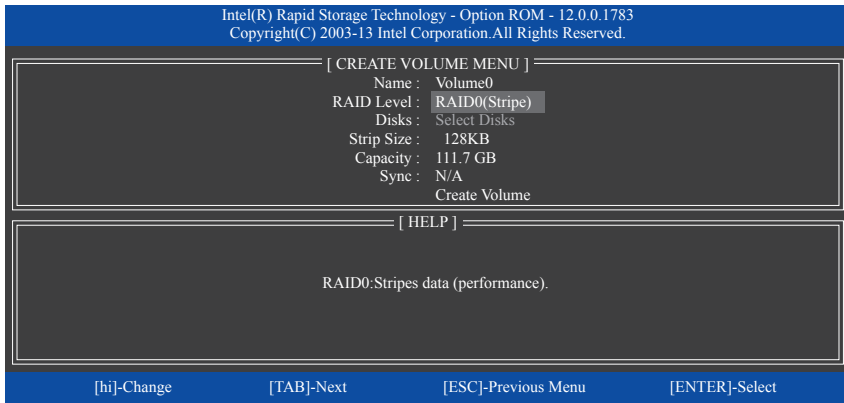 Intel(R) Rapid Storage Technology - Option ROM - 12.0.0.1783
Copyright(C) 2003-13 Intel Corporation.All Rights Reserved.
[ CREATE VOLUME MENU ]
Name : Volume0
RAID Level : RAID0(Stripe)
Disks : Select Disks
Strip Size : 128KB
Capacity : 111.7 GB
Sync : N/A
Create Volume
[ HELP ]
RAID0:Stripes data (performance).
[hi]-Change [TAB]-Next [ESC]-Previous Menu [ENTER]-Select